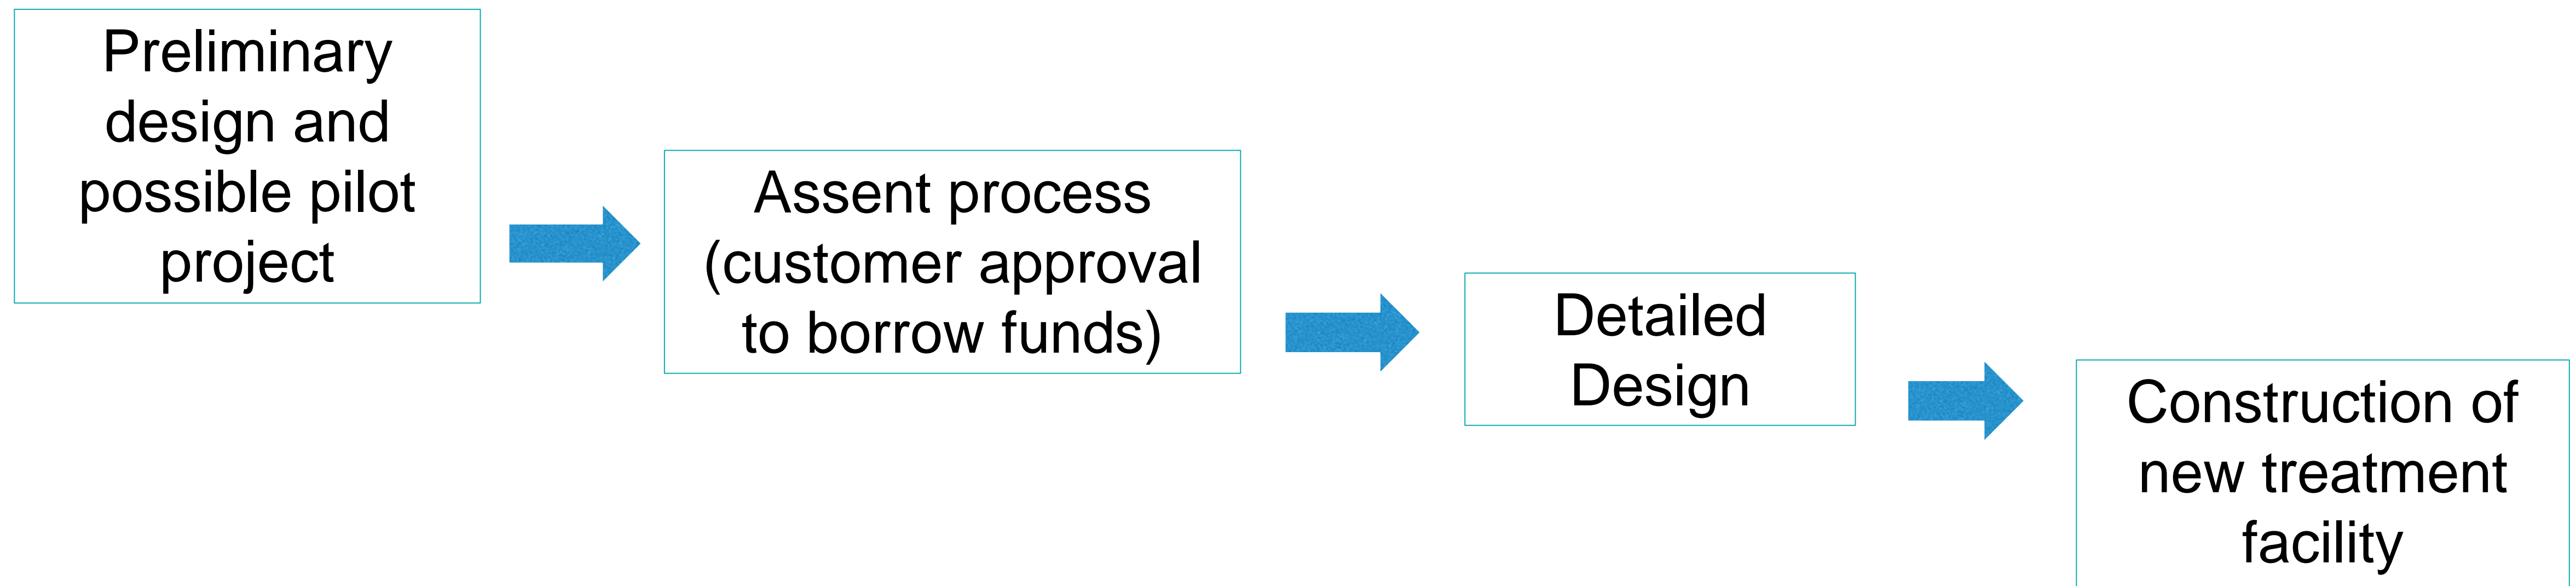 Preliminary
design and
possible pilot
project
Assent process
(customer approval
to borrow funds)
Detailed
Design
Construction of
new treatment
facility